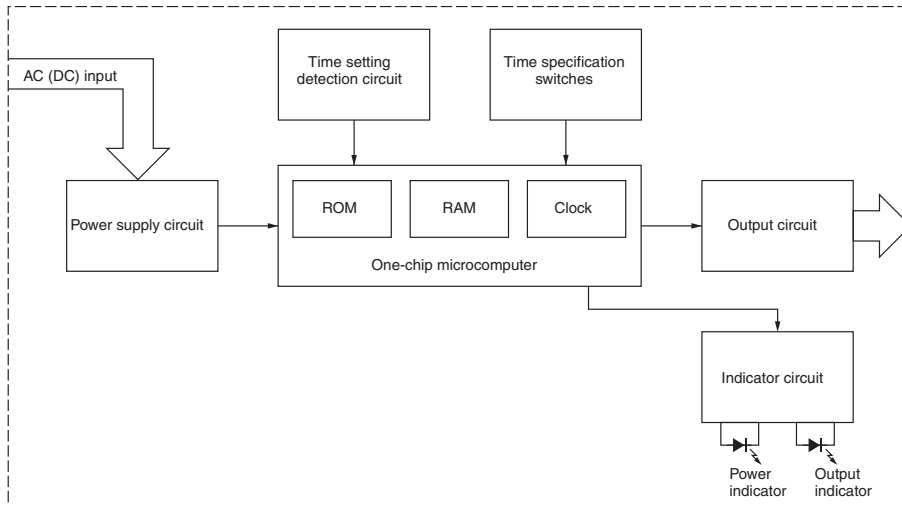 AC (DC) input
Time setting
detection circuit
Time specification
switches
Power supply circuit
ROM
RAM
Clock
One-chip microcomputer
Output circuit
Indicator circuit
Power
indicator
Output
indicator